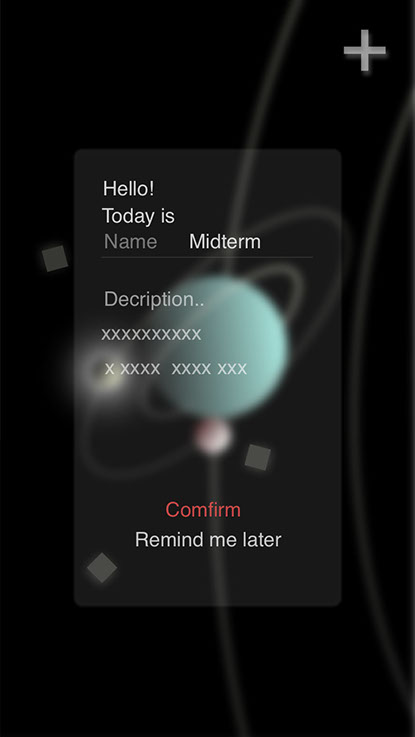 Hello!
Today is
Name Midterm
Decription..
xxxxxxxxxx
x xxxx xxxx xxx
Comfirm
Remind me later